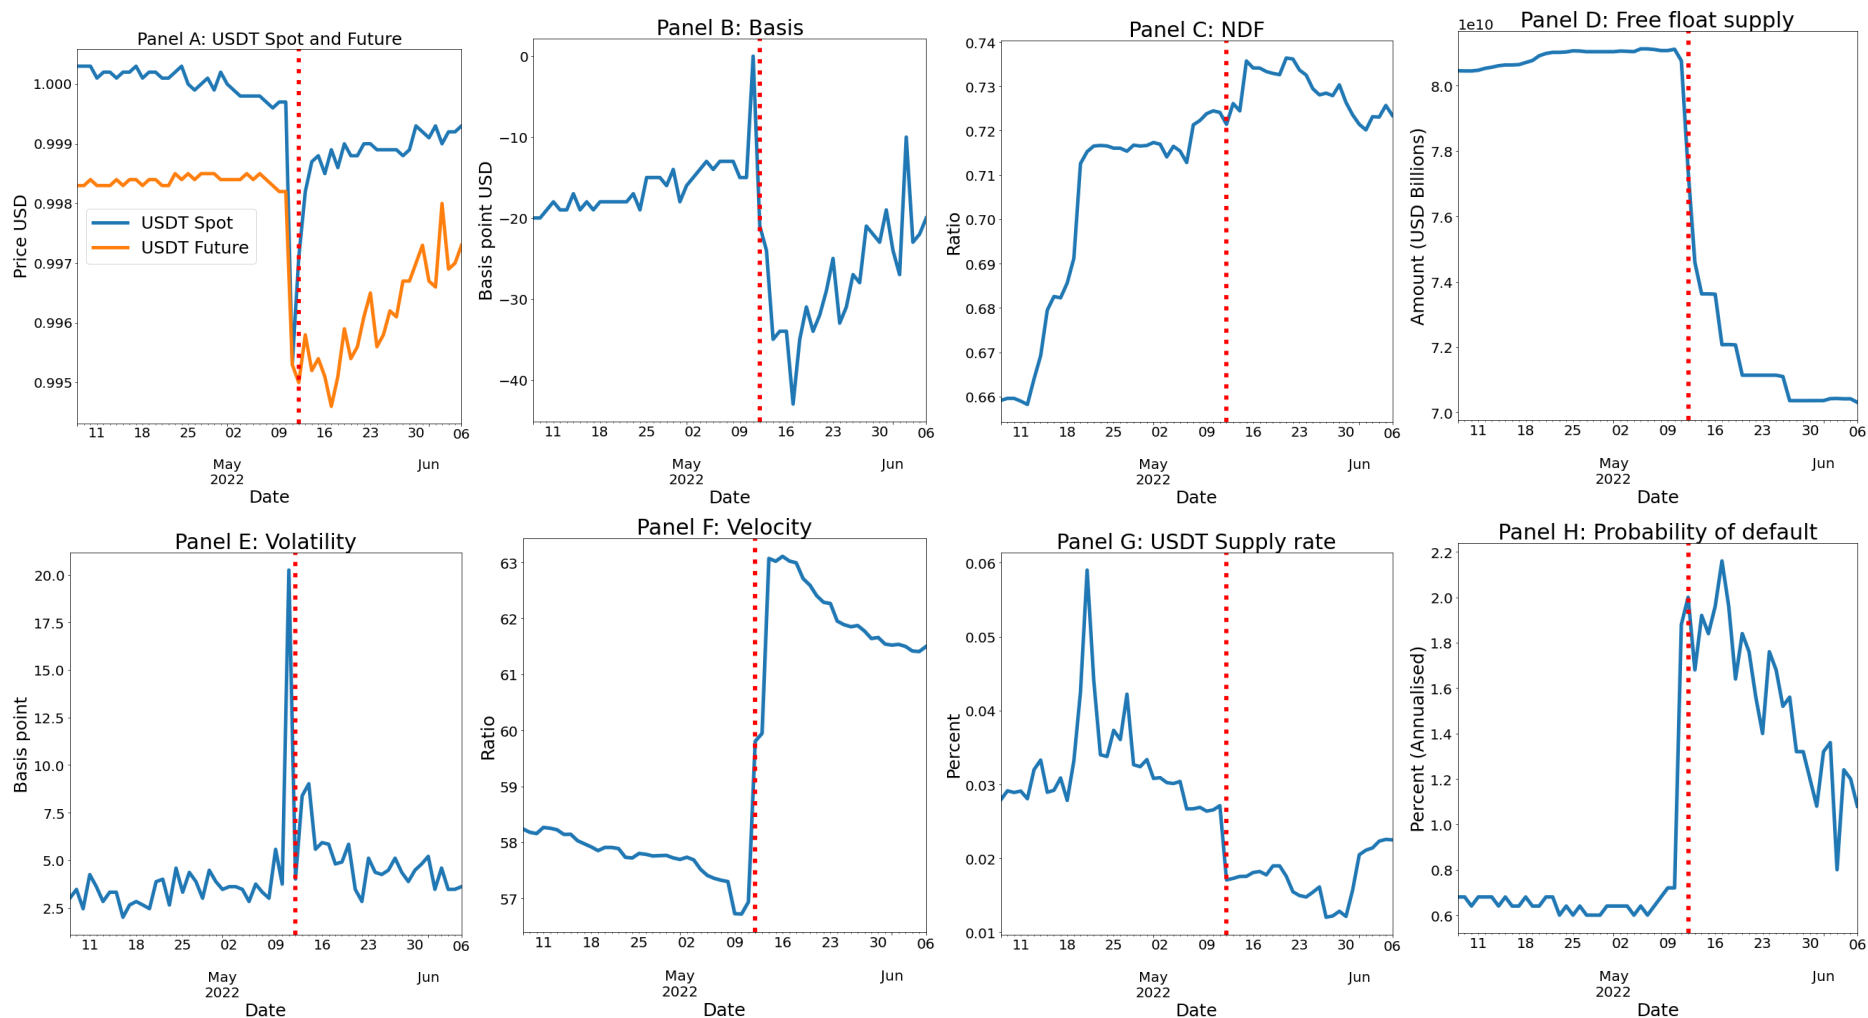 Panel A: USDT Spot and Future
1.000
0.999
0.998
0.997
0.996
0.995
Price USD
USDT Spot
USDT Future
11 18 25 02 09 16 23 30 06
May Jun
2022
Date
Panel B: Basis
0
−10
−20
−30
−40
Basis point USD
11 18 25 02 09 16 23 30 06
May Jun
2022
Date
Panel C: NDF
0.74
0.73
0.72
0.71
0.70
0.69
0.68
0.67
0.66
Ratio
11 18 25 02 09 16 23 30 06
May Jun
2022
Date
Panel D: Free float supply
1e10
8.0
7.8
7.6
7.4
7.2
7.0
Amount (USD Billions)
11 18 25 02 09 16 23 30 06
May Jun
2022
Date
Panel E: Volatility
20.0
17.5
15.0
12.5
10.0
7.5
5.0
2.5
Basis point
11 18 25 02 09 16 23 30 06
May Jun
2022
Date
Panel F: Velocity
63
62
61
60
59
58
57
Ratio
11 18 25 02 09 16 23 30 06
May Jun
2022
Date
Panel G: USDT Supply rate
0.06
0.05
0.04
0.03
0.02
0.01
Percent
11 18 25 02 09 16 23 30 06
May Jun
2022
Date
Panel H: Probability of default
2.2
2.0
1.8
1.6
1.4
1.2
1.0
0.8
0.6
Percent (Annualised)
11 18 25 02 09 16 23 30 06
May Jun
2022
Date